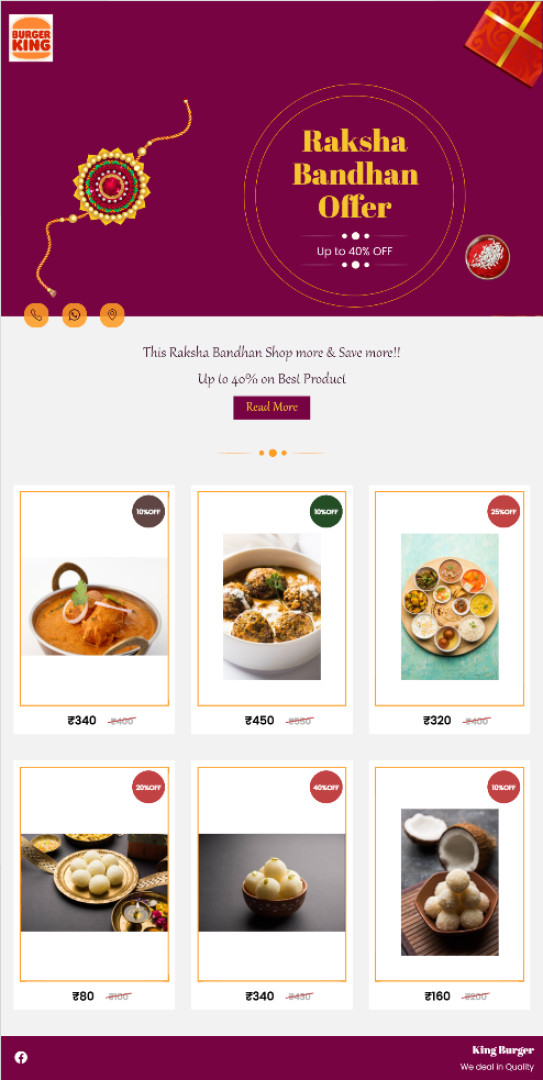 BURGER
KING
Raksha
Bandhan
Offer
Up to 40% OFF
This Raksha Bandhan Shop more & Save more!!
Up to 40% on Best Product
Read More
10%OFF
10%OFF
25%OFF
₹340 ₹400
₹450 ₹550
₹320 ₹400
20%OFF
40%OFF
10%OFF
₹80 ₹100
₹340 ₹430
₹160 ₹200
King Burger
We deal in Quality